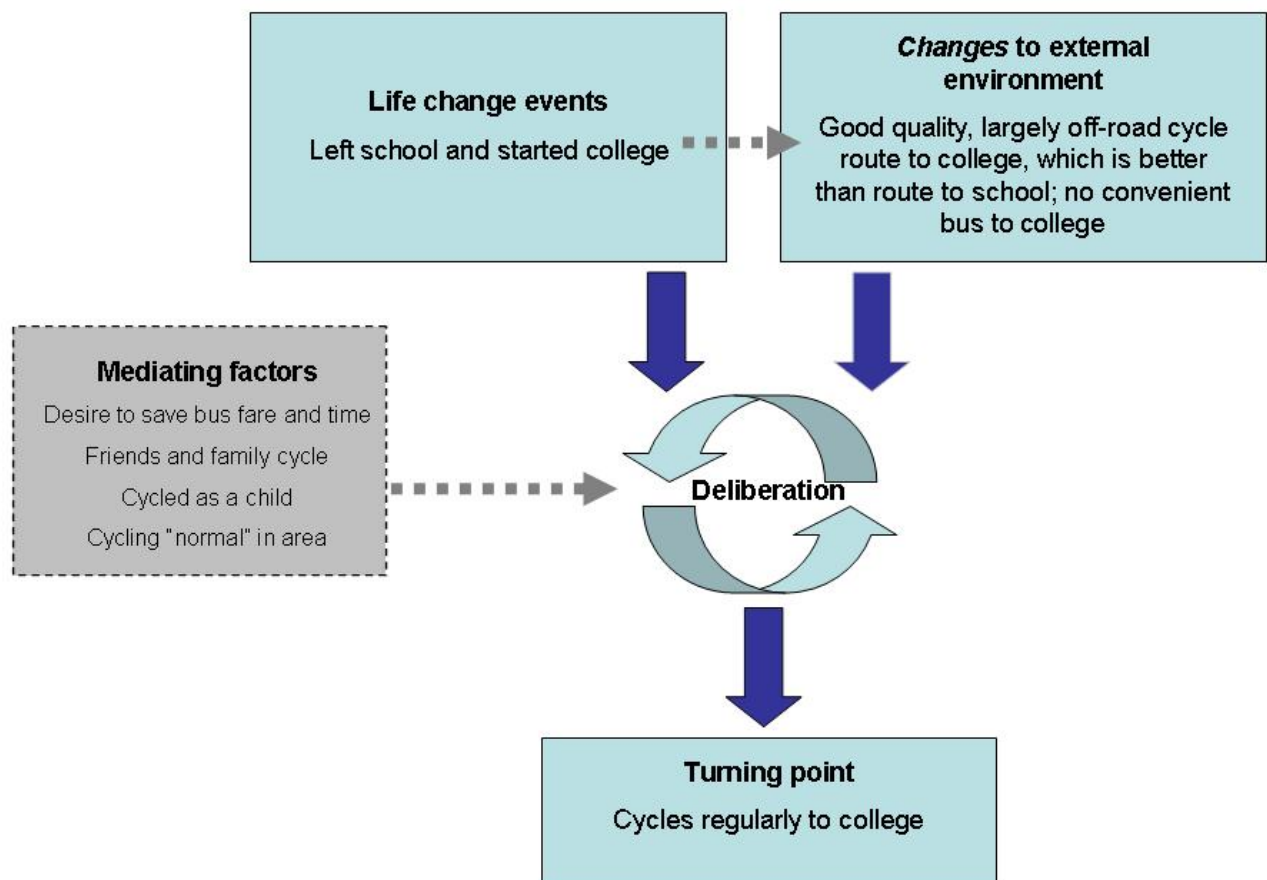 Life change events
Left school and started college
Changes to external
environment
Good quality, largely off-road cycle
route to college, which is better
than route to school; no convenient
bus to college
Mediating factors
Desire to save bus fare and time
Friends and family cycle
Cycled as a child
Cycling "normal" in area
Deliberation
Turning point
Cycles regularly to college